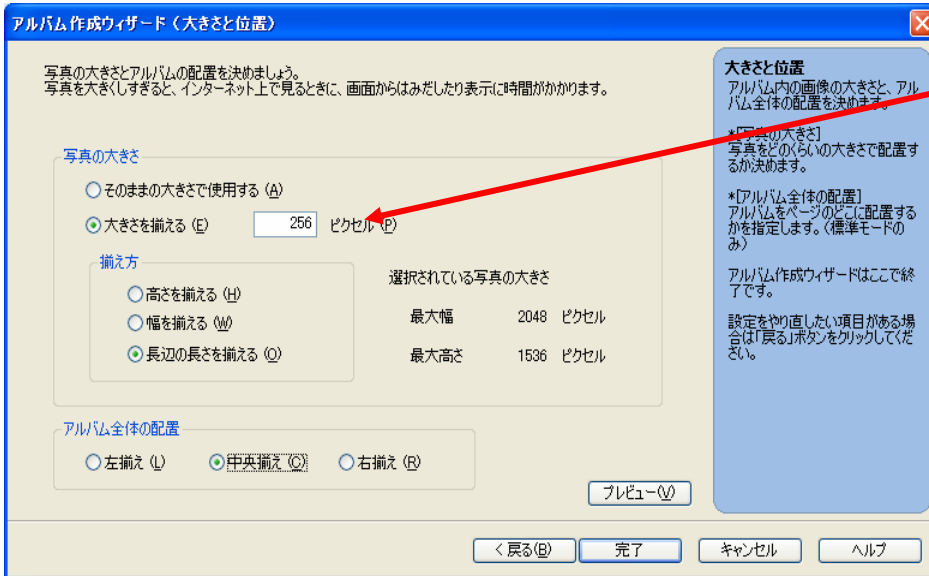 アルバム作成ウィザード（大きさと位置）
写真の大きさとアルバムの配置を決めましょう。
写真を大きくしすぎると、インターネット上で見るときに、画面からはみだしたり表示に時間がかかります。
写真の大きさ
そのままの大きさで使用する (A)
大きさを揃える (E) 256 ピクセル (P)
揃え方
高さを揃える (H)
幅を揃える (W)
長辺の長さを揃える (O)
選択されている写真の大きさ
最大幅 2048 ピクセル
最大高さ 1536 ピクセル
アルバム全体の配置
左揃え (L) 中央揃え (C) 右揃え (R)
プレビュー(V)
大きさと位置
アルバム内の画像の大きさと、アル
バム全体の配置を決めます。
*[写真の大きさ]
写真をどのくらいの大きさで配置す
るか決めます。
*[アルバム全体の配置]
アルバムをページのどこに配置する
かを指定します。（標準モードの
み）
アルバム作成ウィザードはここで終
了です。
設定をやり直したい項目がある場
合は「戻る」ボタンをクリックしてくだ
さい。
< 戻る(B) 完了 キャンセル ヘルプ